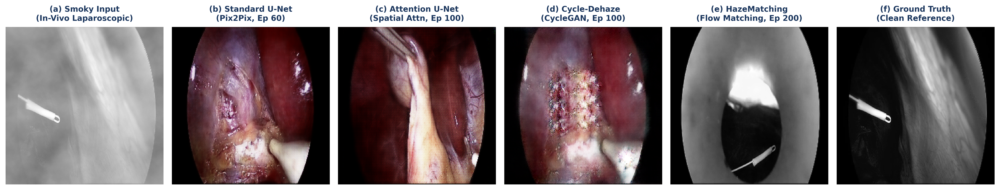 (a) Smoky Input
(In-Vivo Laparoscopic)
(b) Standard U-Net
(Pix2Pix, Ep 60)
(c) Attention U-Net
(Spatial Attn, Ep 100)
(d) Cycle-Dehaze
(CycleGAN, Ep 100)
(e) HazeMatching
(Flow Matching, Ep 200)
(f) Ground Truth
(Clean Reference)